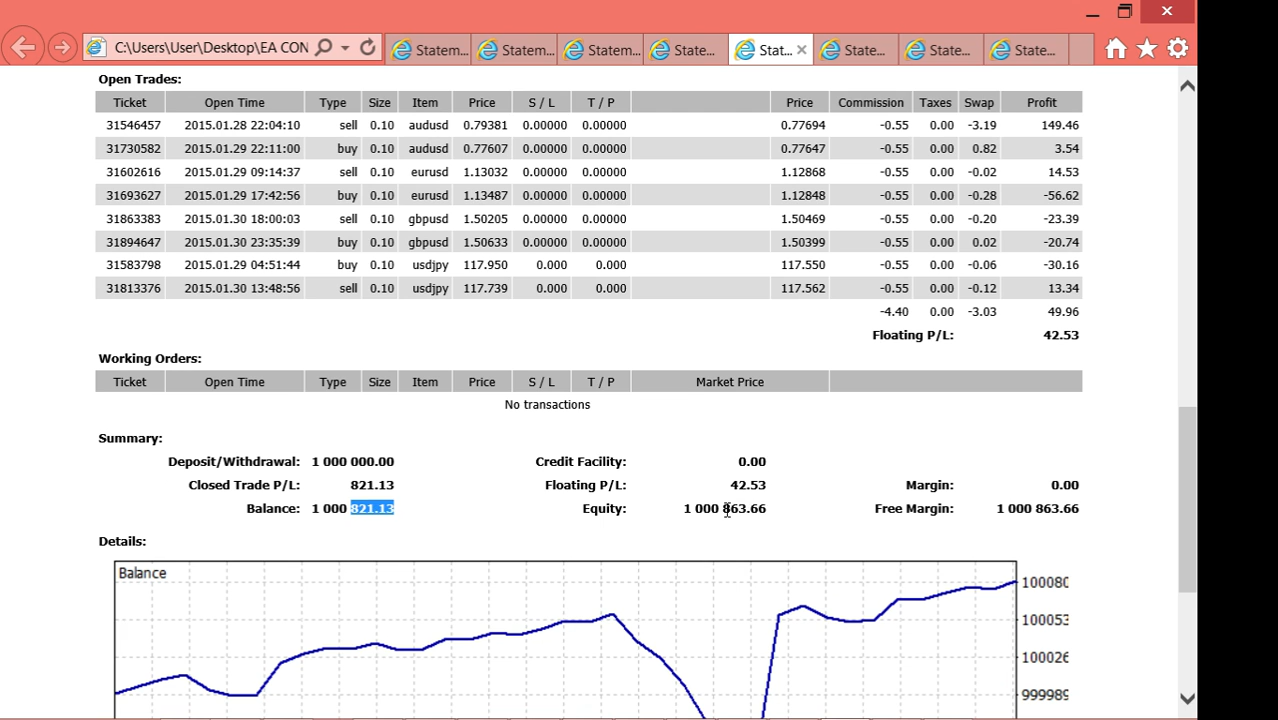 C:\Users\User\Desktop\EA CON
Statem...
Statem...
Statem...
State...
Stat...
State...
State...
State...
Open Trades:
Ticket Open Time Type Size Item Price S / L T / P Price Commission Taxes Swap Profit
31546457 2015.01.28 22:04:10 sell 0.10 audusd 0.79381 0.00000 0.00000 0.77694 -0.55 0.00 -3.19 149.46
31730582 2015.01.29 22:11:00 buy 0.10 audusd 0.77607 0.00000 0.00000 0.77647 -0.55 0.00 0.82 3.54
31602616 2015.01.29 09:14:37 sell 0.10 eurusd 1.13032 0.00000 0.00000 1.12868 -0.55 0.00 -0.02 14.53
31693627 2015.01.29 17:42:56 buy 0.10 eurusd 1.13487 0.00000 0.00000 1.12848 -0.55 0.00 -0.28 -56.62
31863383 2015.01.30 18:00:03 sell 0.10 gbpusd 1.50205 0.00000 0.00000 1.50469 -0.55 0.00 -0.20 -23.39
31894647 2015.01.30 23:35:39 buy 0.10 gbpusd 1.50633 0.00000 0.00000 1.50399 -0.55 0.00 0.02 -20.74
31583798 2015.01.29 04:51:44 buy 0.10 usdjpy 117.950 0.000 0.000 117.550 -0.55 0.00 -0.06 -30.16
31813376 2015.01.30 13:48:56 sell 0.10 usdjpy 117.739 0.000 0.000 117.562 -0.55 0.00 -0.12 13.34
-4.40 0.00 -3.03 49.96
Floating P/L: 42.53
Working Orders:
Ticket Open Time Type Size Item Price S / L T / P Market Price
No transactions
Summary:
Deposit/Withdrawal: 1 000 000.00 Credit Facility: 0.00
Closed Trade P/L: 821.13 Floating P/L: 42.53 Margin: 0.00
Balance: 1 000 821.13 Equity: 1 000 863.66 Free Margin: 1 000 863.66
Details:
Balance
100080
100053
100026
999989